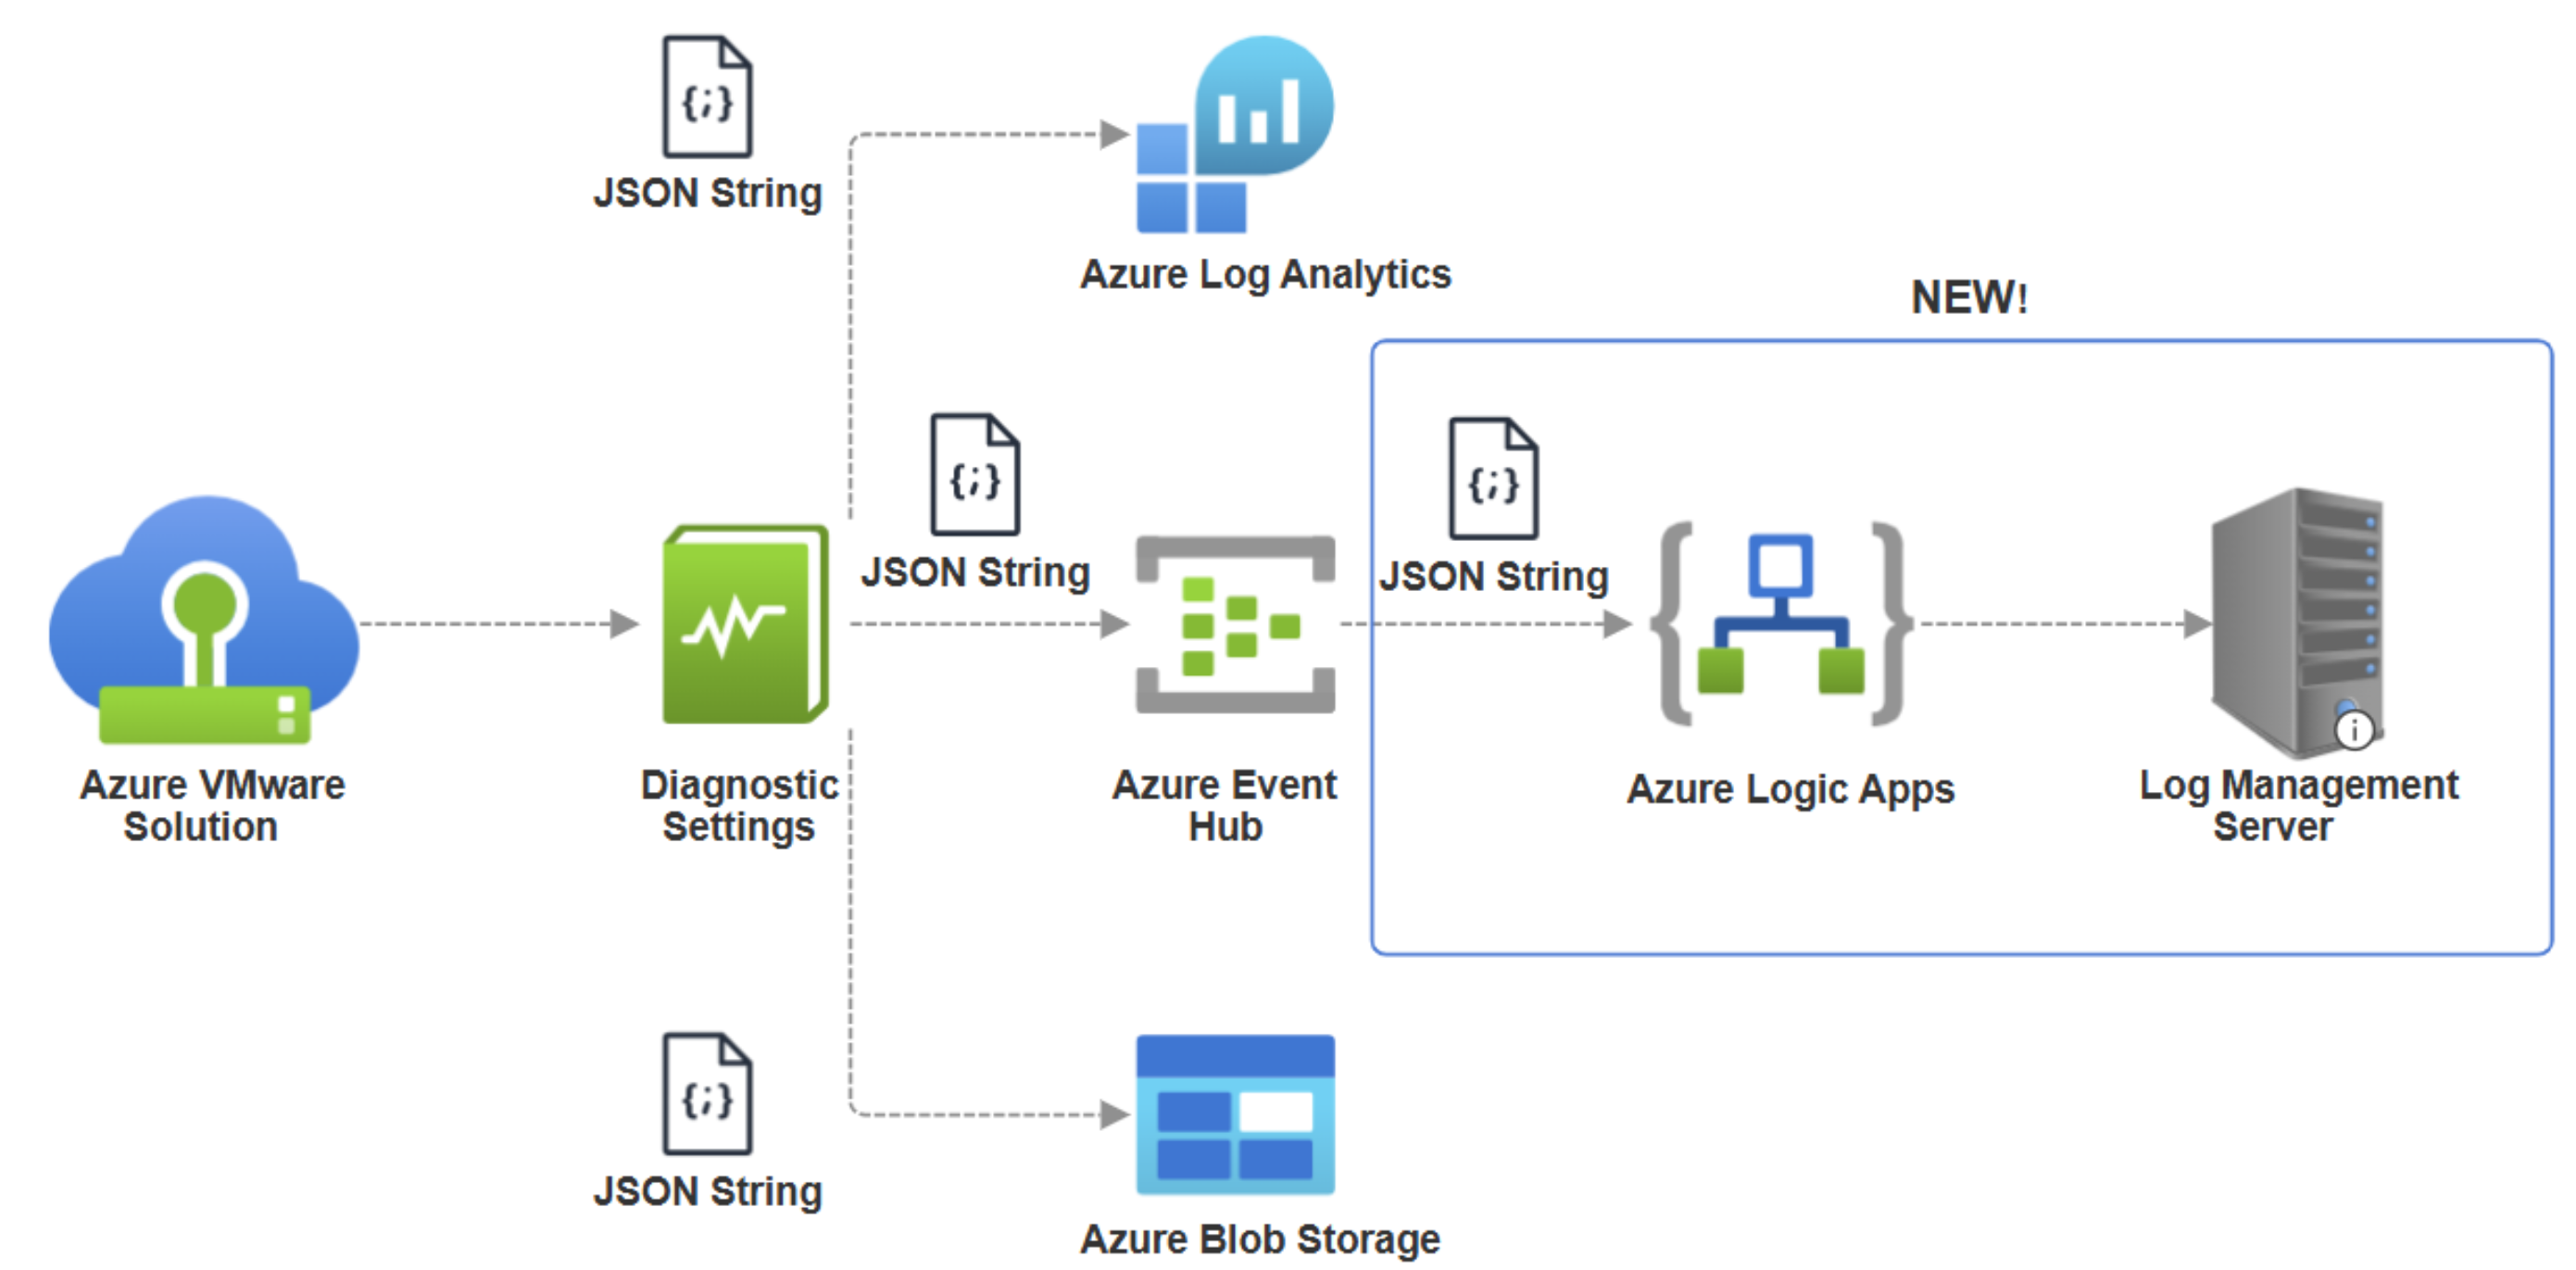 {;}
JSON String
Azure Log Analytics
NEW!
{;}
JSON String
{;}
JSON String
Azure VMware
Solution
Diagnostic
Settings
Azure Event
Hub
Azure Logic Apps
i
Log Management
Server
{;}
JSON String
Azure Blob Storage